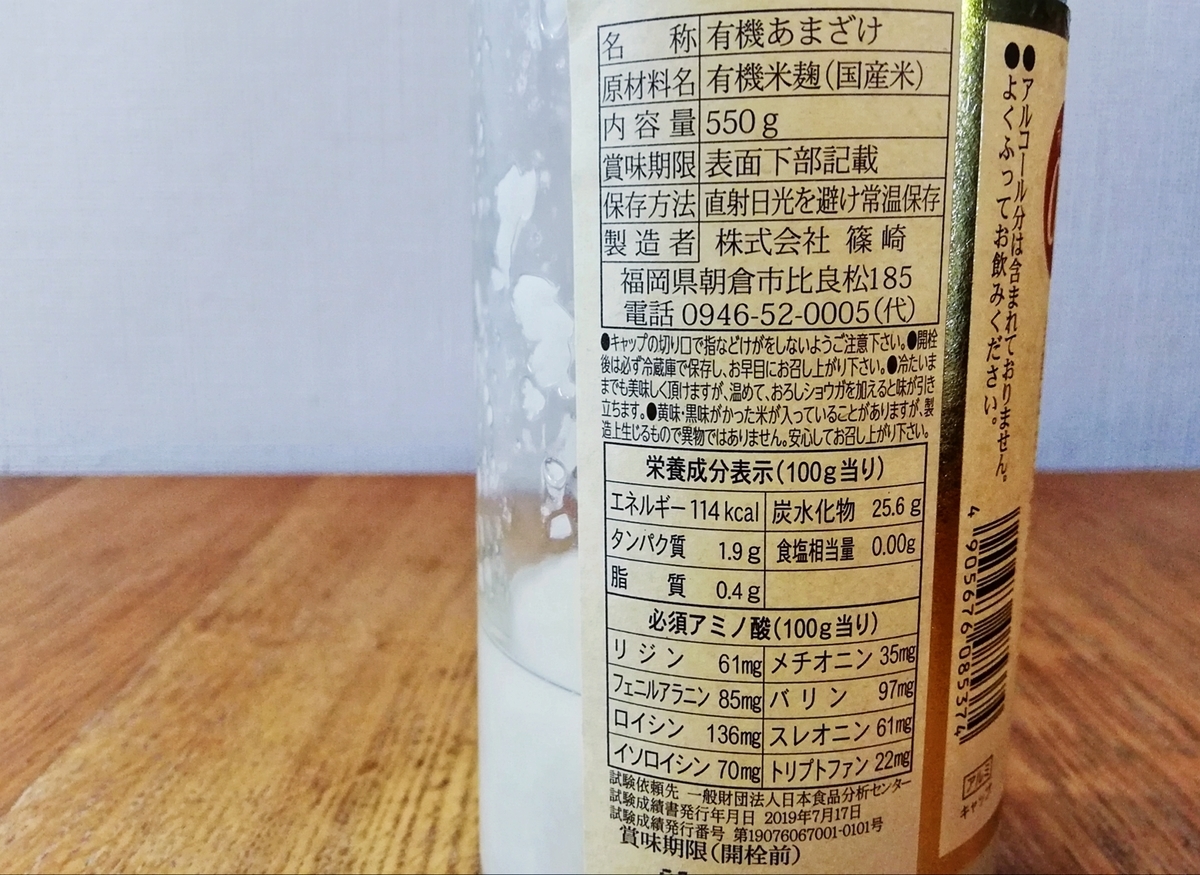 名称 有機あまざけ
原材料名 有機米麹(国産米)
内容量 550g
賞味期限 表面下部記載
保存方法 直射日光を避け常温保存
製造者 株式会社 篠崎
福岡県朝倉市比良松185
電話 0946-52-0005(代)
●キャップの切り口で指などけがをしないようご注意下さい。●開栓
後は必ず冷蔵庫で保存し、お早目にお召し上がり下さい。●冷たいま
までも美味しく頂けますが、温めて、おろしショウガを加えると味が引き
立ちます。●黄味・黒味がかった米が入っていることがありますが、製
造上生じるもので異物ではありません。安心してお召し上がり下さい。
栄養成分表示(100g当り)
エネルギー 114kcal 炭水化物 25.6g
タンパク質 1.9g 食塩相当量 0.00g
脂質 0.4g
必須アミノ酸(100g当り)
リジン 61mg メチオニン 35mg
フェニルアラニン 85mg バリン 97mg
ロイシン 136mg スレオニン 61mg
イソロイシン 70mg トリプトファン 22mg
試験依頼先 一般財団法人日本食品分析センター
試験成績書発行年月日 2019年7月17日
試験成績発行番号 第19076067001-0101号
賞味期限(開栓前)
●アルコール分は含まれておりません。
●よくふってお飲みください。
4 905676 085374
アルミ
キャップ